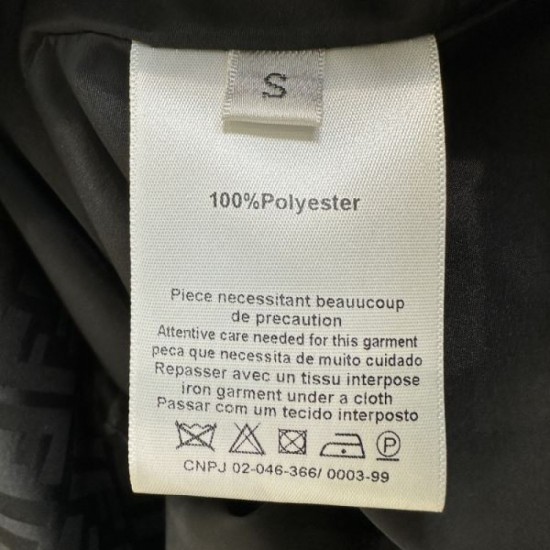 S
100%Polyester
Piece necessitant beauucoup
de precaution
Attentive care needed for this garment
peca que necessita de muito cuidado
Repasser avec un tissu interpose
iron garment under a cloth
Passar com um tecido interposto
P
CNPJ 02-046-366/ 0003-99